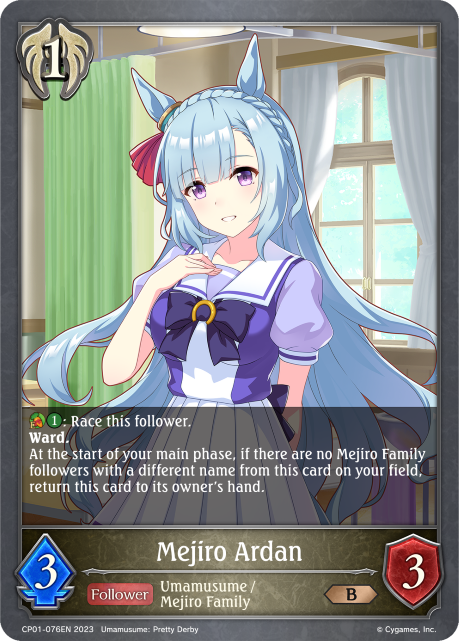 1
1: Race this follower.
Ward.
At the start of your main phase, if there are no Mejiro Family
followers with a different name from this card on your field,
return this card to its owner's hand.
Mejiro Ardan
3
Follower
Umamusume /
Mejiro Family
B
3
CP01-076EN 2023 Umamusume: Pretty Derby
© Cygames, Inc.